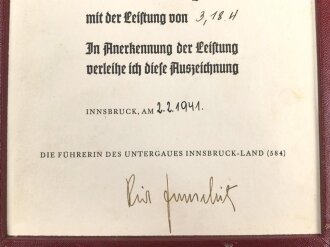 mit der Leistung von 3,18.4
In Anerkennung der Leistung
verleihe ich diese Auszeichnung
INNSBRUCK, AM 2.2.1941.
DIE FÜHRERIN DES UNTERGAUES INNSBRUCK-LAND (584)